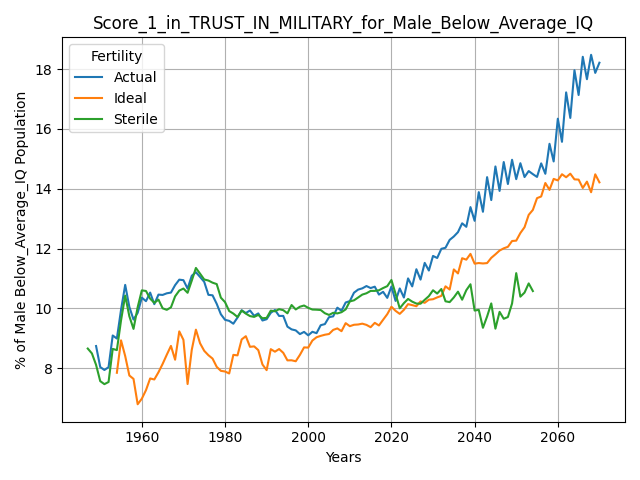 Score_1_in_TRUST_IN_MILITARY_for_Male_Below_Average_IQ
Fertility
Actual
Ideal
Sterile
% of Male Below_Average_IQ Population
18
16
14
12
10
8
1960
1980
2000
2020
2040
2060
Years